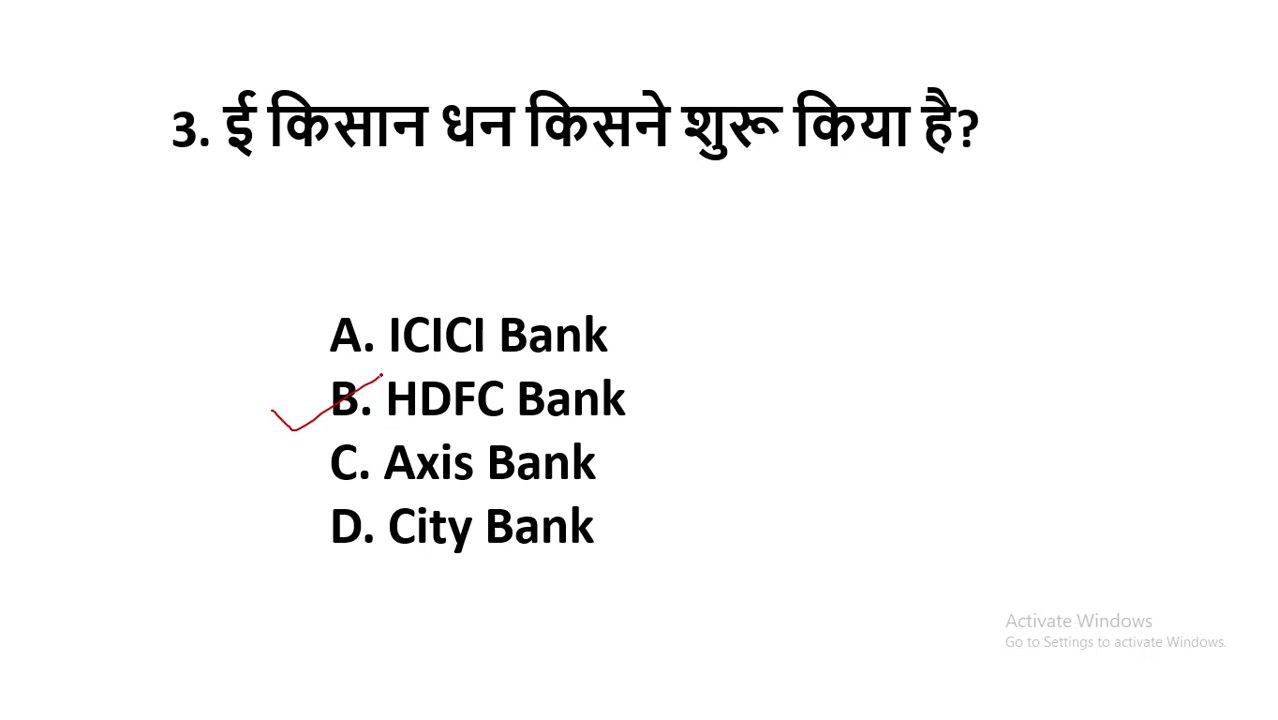 3. ई किसान धन किसने शुरू किया है?
A. ICICI Bank
B. HDFC Bank
C. Axis Bank
D. City Bank
Activate Windows
Go to Settings to activate Windows.